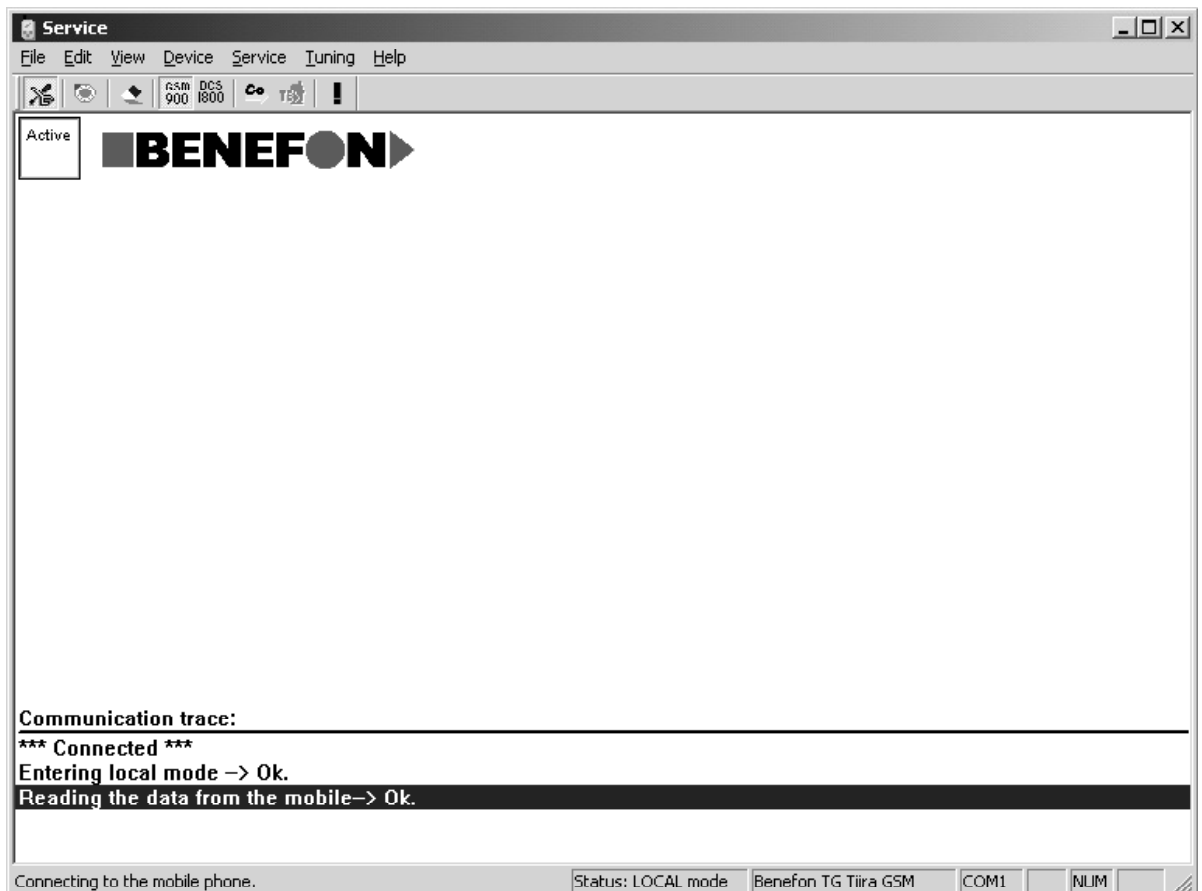 Service
File Edit View Device Service Tuning Help
GSM 900 DCS 1800 Go TEST !
Active
BENEFON
Communication trace:
*** Connected ***
Entering local mode –> Ok.
Reading the data from the mobile–> Ok.
Connecting to the mobile phone. Status: LOCAL mode Benefon TG Tiira GSM COM1 NUM